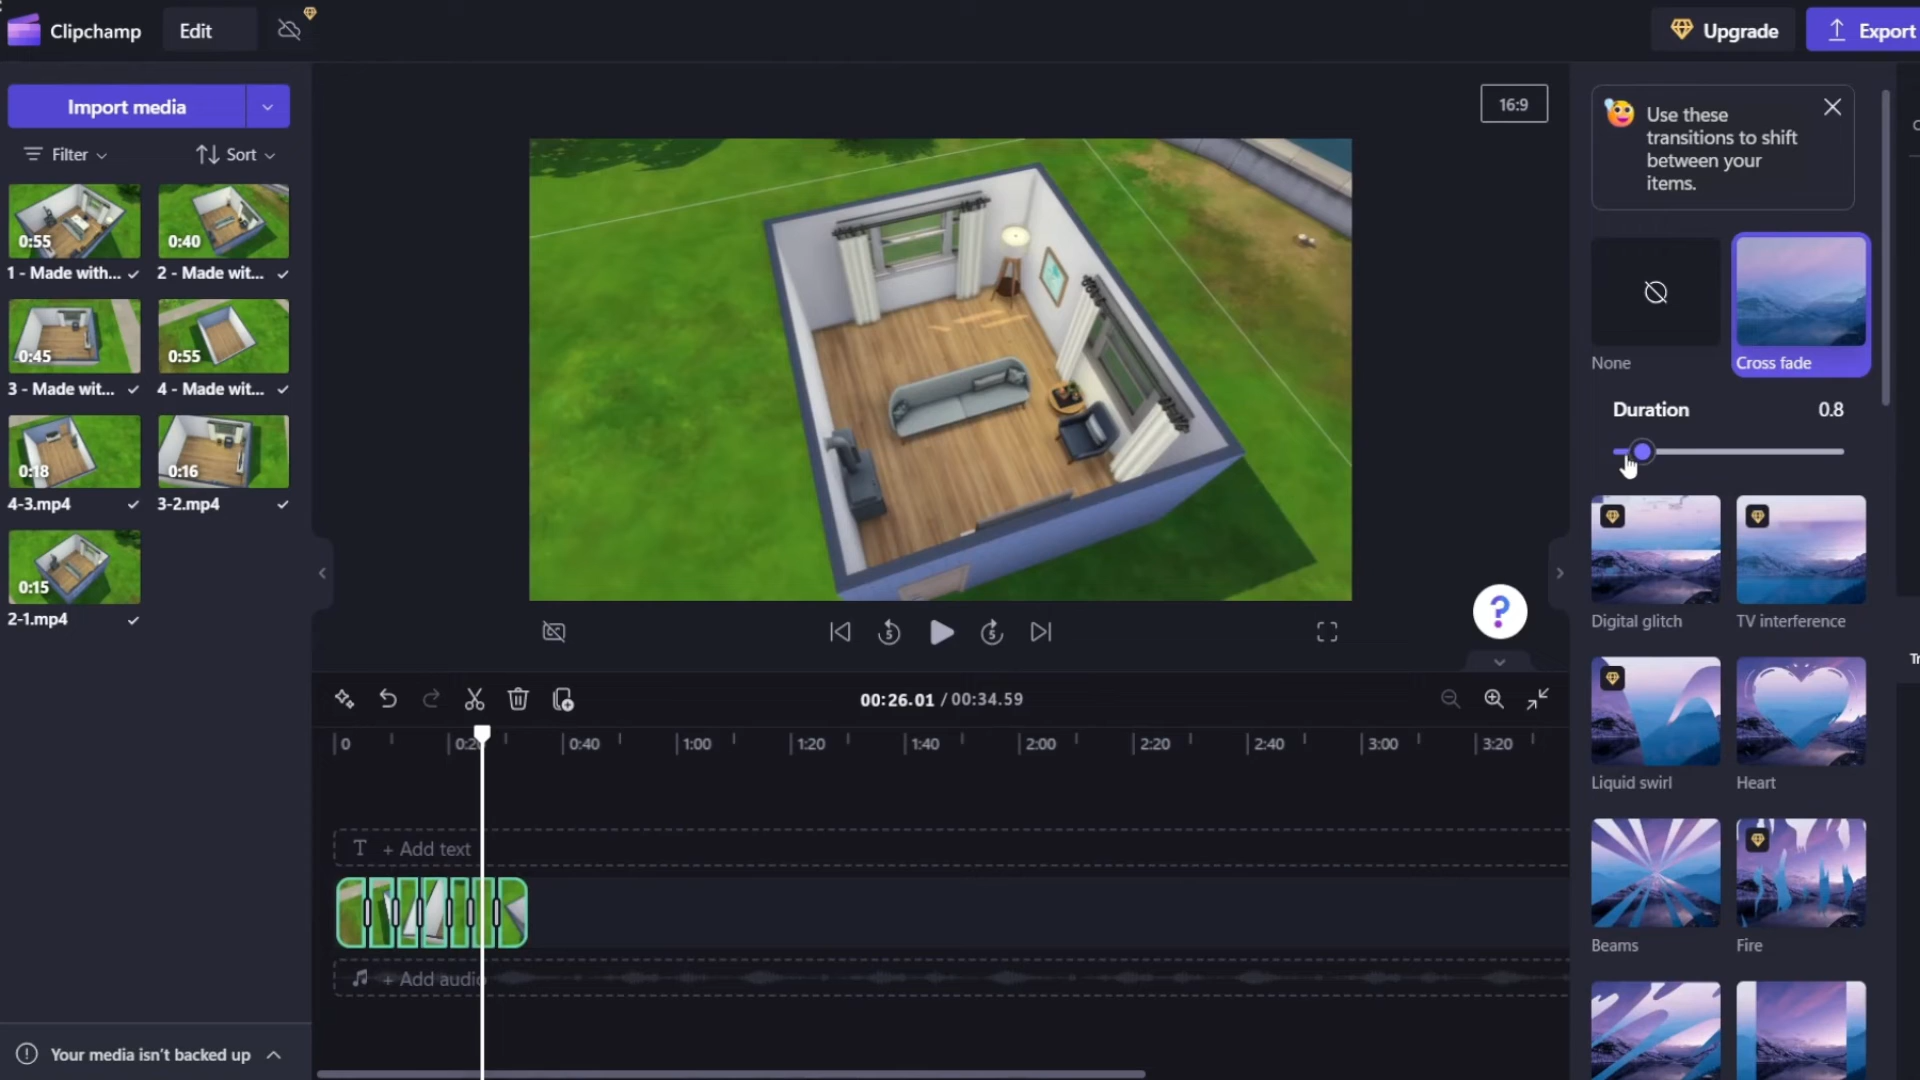 Clipchamp
Edit
Upgrade
Export
Import media
Filter
Sort
0:55
0:40
1 - Made with...
2 - Made wit...
0:45
0:55
3 - Made wit...
4 - Made wit...
0:18
0:16
4-3.mp4
3-2.mp4
0:15
2-1.mp4
16:9
5
5
?
Use these
transitions to shift
between your
items.
None
Cross fade
Duration
0.8
Digital glitch
TV interference
Liquid swirl
Heart
Beams
Fire
00:26.01 / 00:34.59
0
0:40
1:00
1:20
1:40
2:00
2:20
2:40
3:00
3:20
T + Add text
+ Add audio
Your media isn't backed up